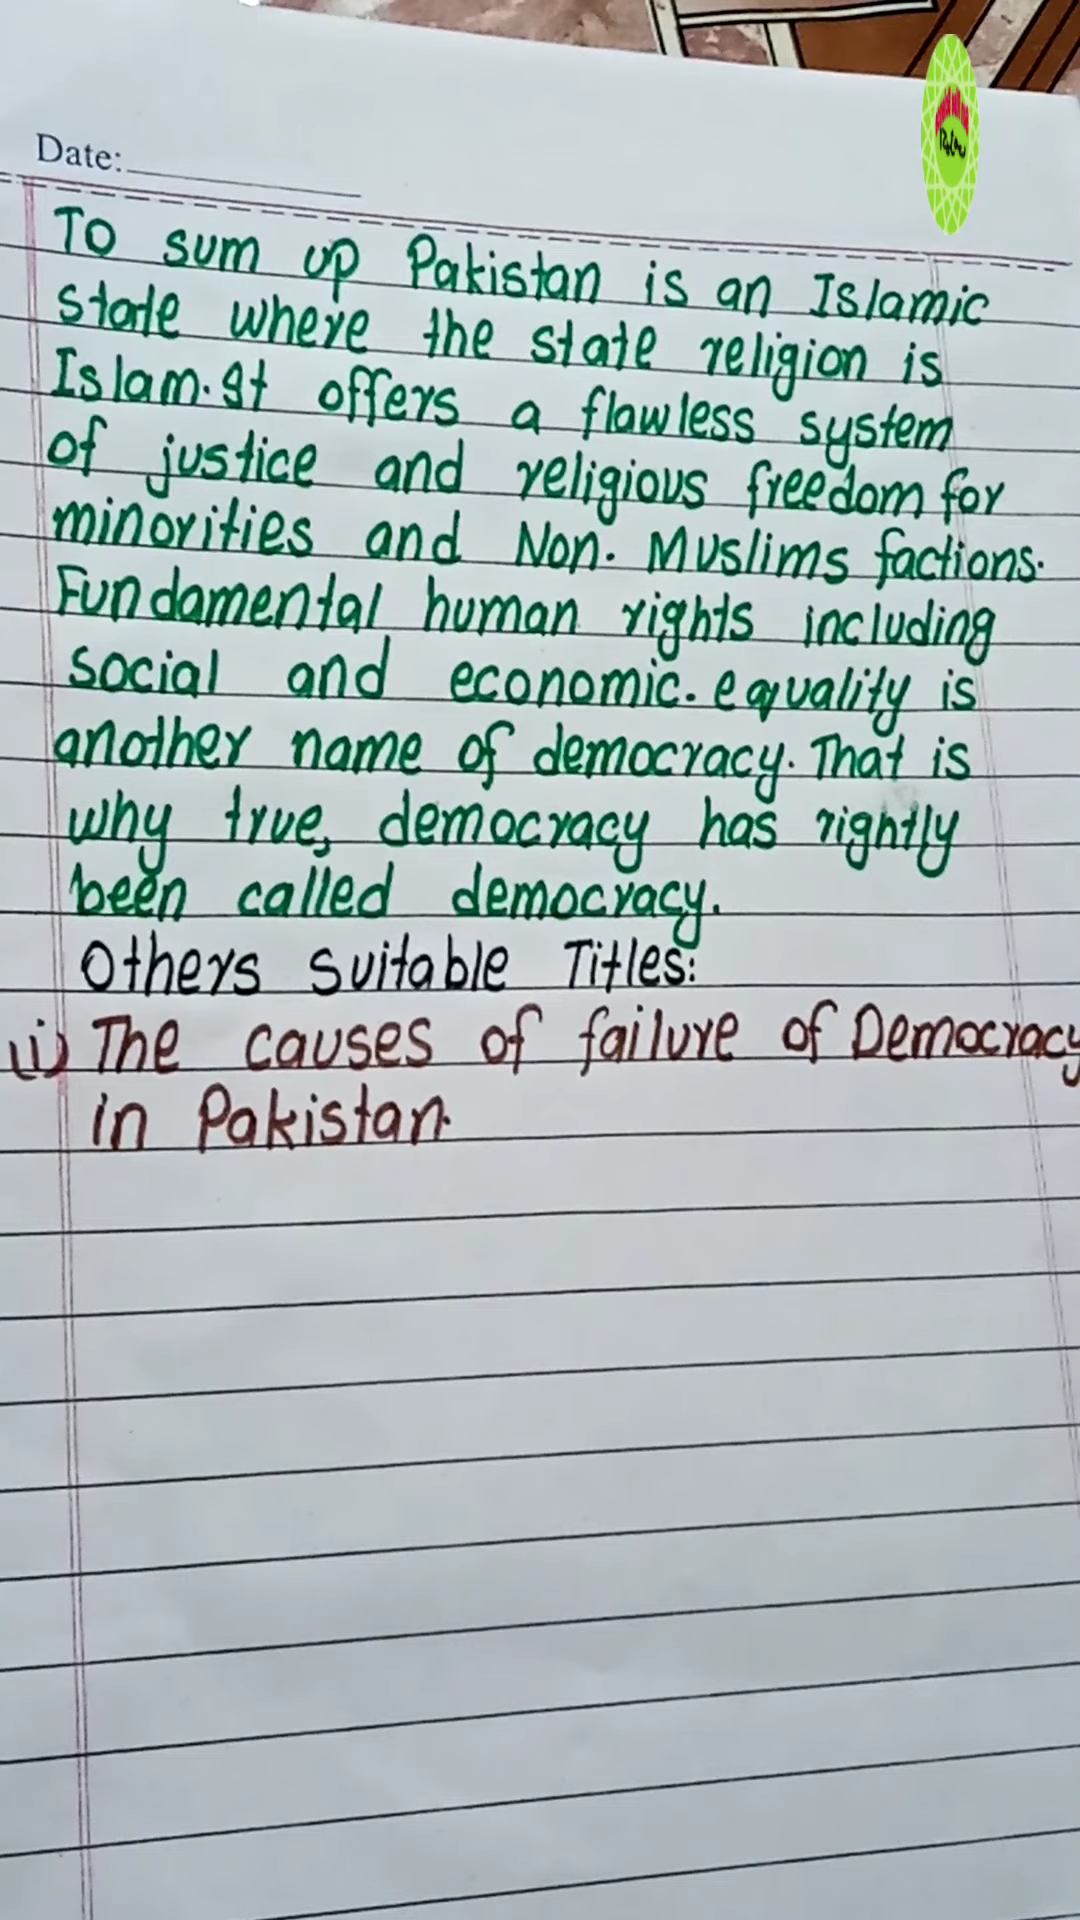 Date:
To sum up Pakistan is an Islamic
state where the state religion is
Islam. It offers a flawless system
of justice and religious freedom for
minorities and Non. Muslims factions.
Fundamental human rights including
social and economic. equality is
another name of democracy. That is
why true, democracy has rightly
been called democracy.
Others Suitable Titles:
(i) The causes of failure of Democracy
in Pakistan.